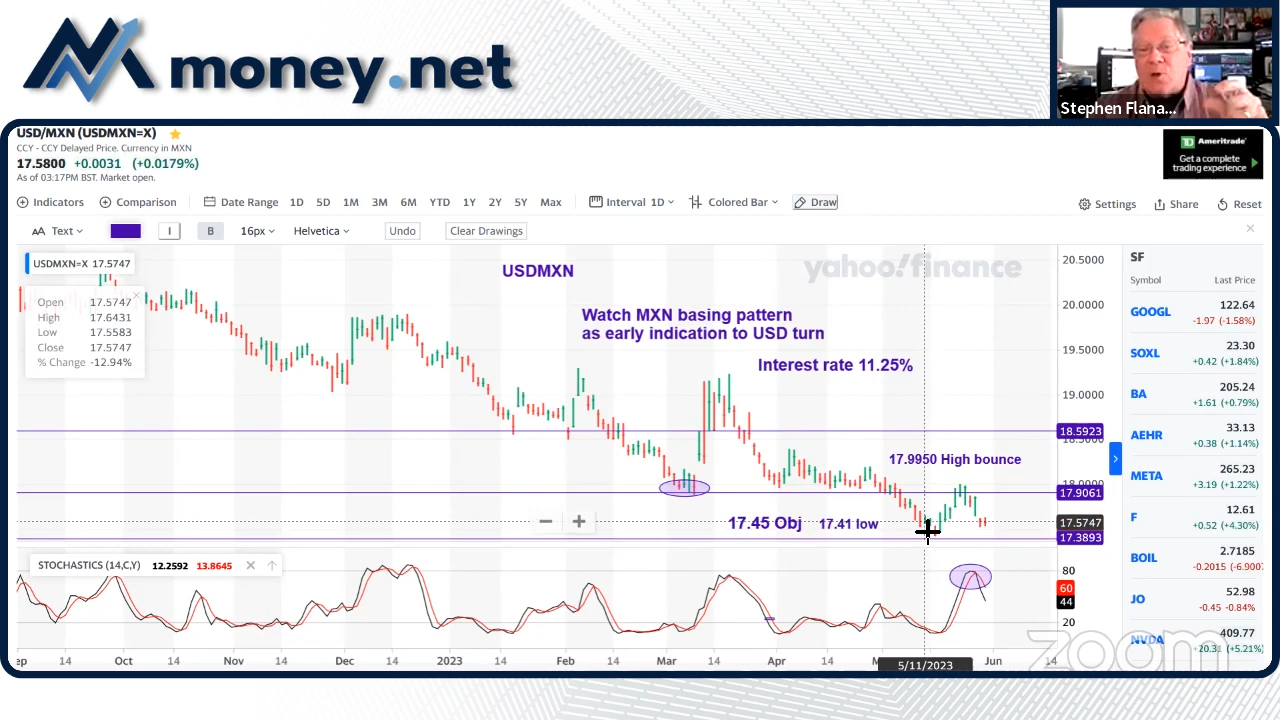 money.net
Stephen Flana...
USD/MXN (USDMXN=X)
CCY - CCY Delayed Price. Currency in MXN
17.5800 +0.0031 (+0.0179%)
As of 03:17PM BST. Market open.
TD Ameritrade
Get a complete
trading experience
Indicators Comparison Date Range 1D 5D 1M 3M 6M YTD 1Y 2Y 5Y Max Interval 1D Colored Bar Draw Settings Share Reset
AA Text I B 16px Helvetica Undo Clear Drawings
USDMXN=X 17.5747
Open 17.5747
High 17.6431
Low 17.5583
Close 17.5747
% Change -12.94%
USDMXN
yahoo!finance
Watch MXN basing pattern
as early indication to USD turn
Interest rate 11.25%
17.9950 High bounce
17.45 Obj 17.41 low
20.5000
20.0000
19.5000
19.0000
18.5923
18.5000
18.0000
17.9061
17.5747
17.3893
STOCHASTICS (14,C,Y) 12.2592 13.8645
80
60
44
20
14 Oct 14 Nov 14 Dec 14 2023 14 Feb 14 Mar 14 Apr 14 5/11/2023 Jun 14
SF
Symbol Last Price
GOOGL 122.64
-1.97 (-1.58%)
SOXL 23.30
+0.42 (+1.84%)
BA 205.24
+1.61 (+0.79%)
AEHR 33.13
+0.38 (+1.14%)
META 265.23
+3.19 (+1.22%)
F 12.61
+0.52 (+4.30%)
BOIL 2.7185
-0.2015 (-6.900
JO 52.98
-0.45 -0.84%
NVDA 409.77
+20.31 (+5.21%)
zoom